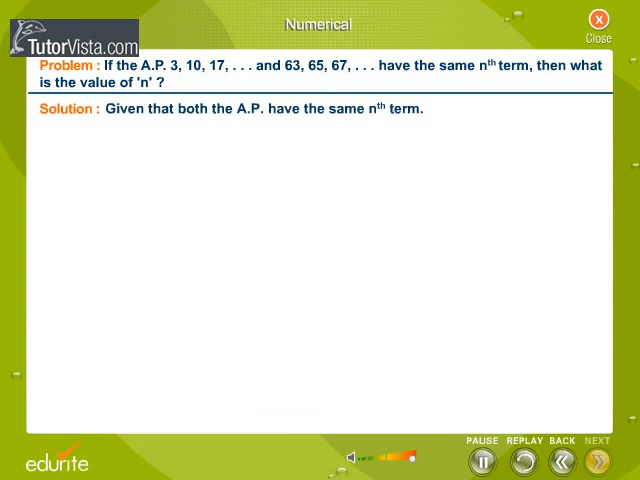 Numerical
X
Close
TutorVista.com
Problem : If the A.P. 3, 10, 17, . . . and 63, 65, 67, . . . have the same nth term, then what
is the value of 'n' ?
Solution : Given that both the A.P. have the same nth term.
PAUSE REPLAY BACK NEXT
edurite